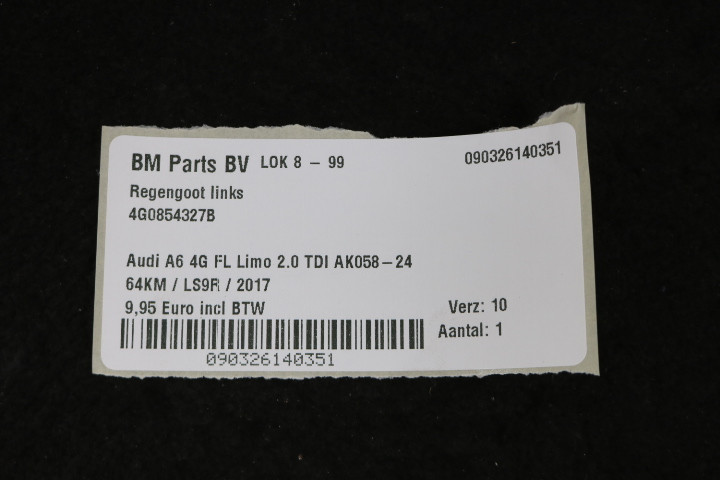 BM Parts BV LOK 8 - 99 090326140351
Regengoot links
4G0854327B
Audi A6 4G FL Limo 2.0 TDI AK058-24
64KM / LS9R / 2017
9,95 Euro incl BTW Verz: 10
Aantal: 1
090326140351